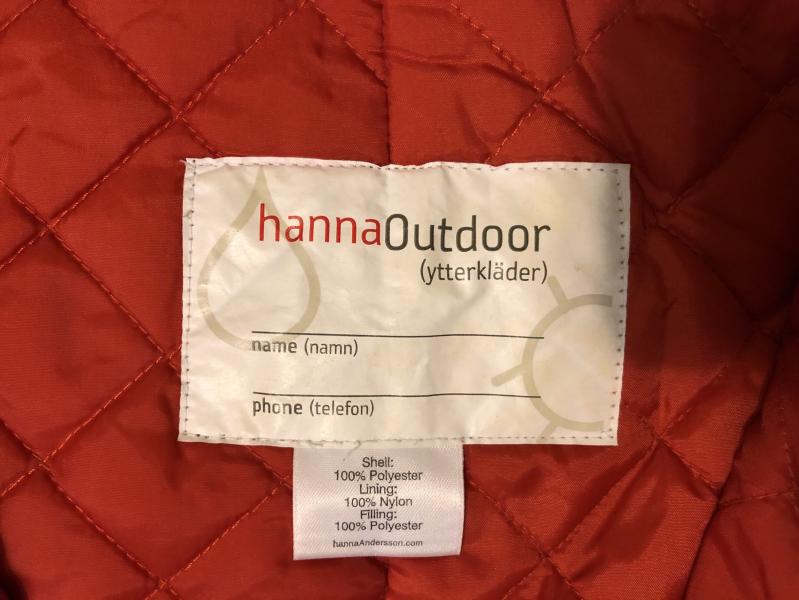 hannaOutdoor
(ytterkläder)
name (namn)
phone (telefon)
Shell:
100% Polyester
Lining:
100% Nylon
Filling:
100% Polyester
hannaAndersson.com